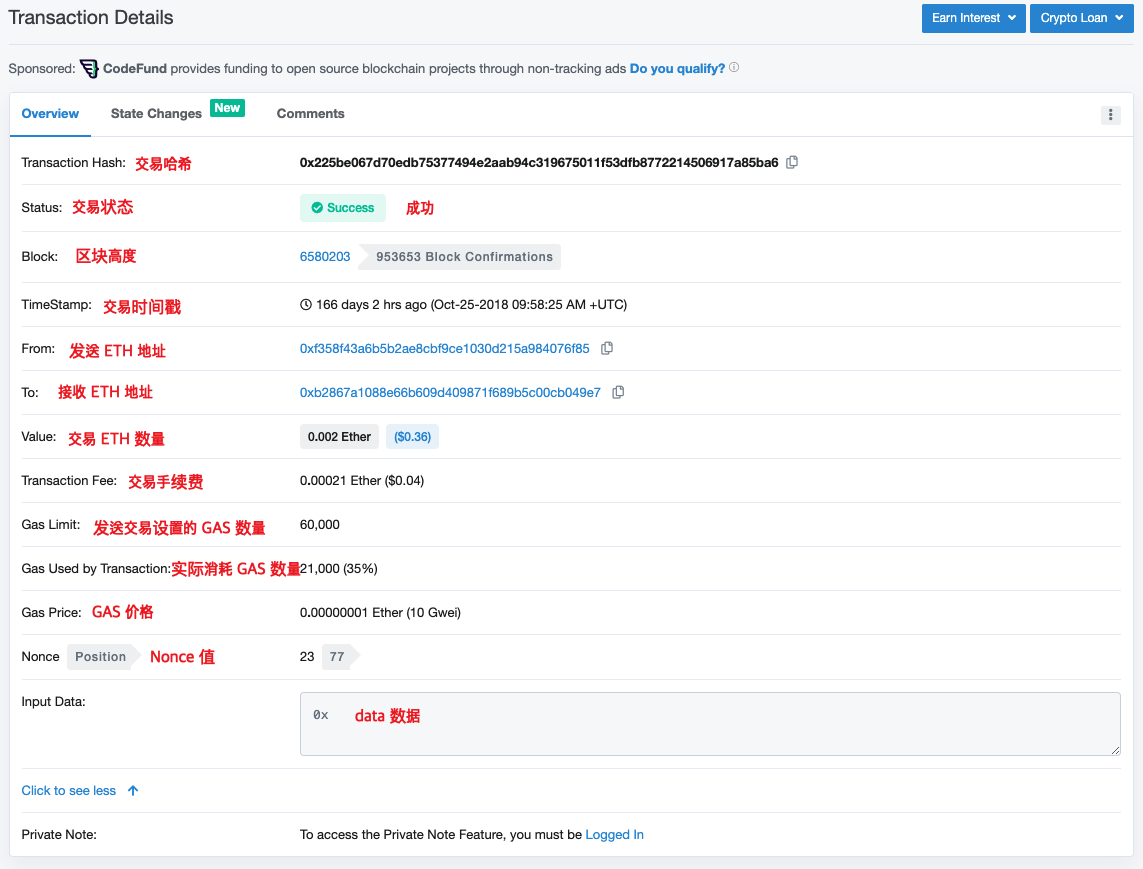 Transaction Details
Earn Interest
Crypto Loan
Sponsored: CodeFund provides funding to open source blockchain projects through non-tracking ads Do you qualify?
Overview State Changes New Comments
Transaction Hash: 交易哈希 0x225be067d70edb75377494e2aab94c319675011f53dfb8772214506917a85ba6
Status: 交易状态 Success 成功
Block: 区块高度 6580203 953653 Block Confirmations
TimeStamp: 交易时间戳 166 days 2 hrs ago (Oct-25-2018 09:58:25 AM +UTC)
From: 发送 ETH 地址 0xf358f43a6b5b2ae8cbf9ce1030d215a984076f85
To: 接收 ETH 地址 0xb2867a1088e66b609d409871f689b5c00cb049e7
Value: 交易 ETH 数量 0.002 Ether ($0.36)
Transaction Fee: 交易手续费 0.00021 Ether ($0.04)
Gas Limit: 发送交易设置的 GAS 数量 60,000
Gas Used by Transaction: 实际消耗 GAS 数量 21,000 (35%)
Gas Price: GAS 价格 0.00000001 Ether (10 Gwei)
Nonce Position Nonce 值 23 77
Input Data: 0x data 数据
Click to see less
Private Note: To access the Private Note Feature, you must be Logged In